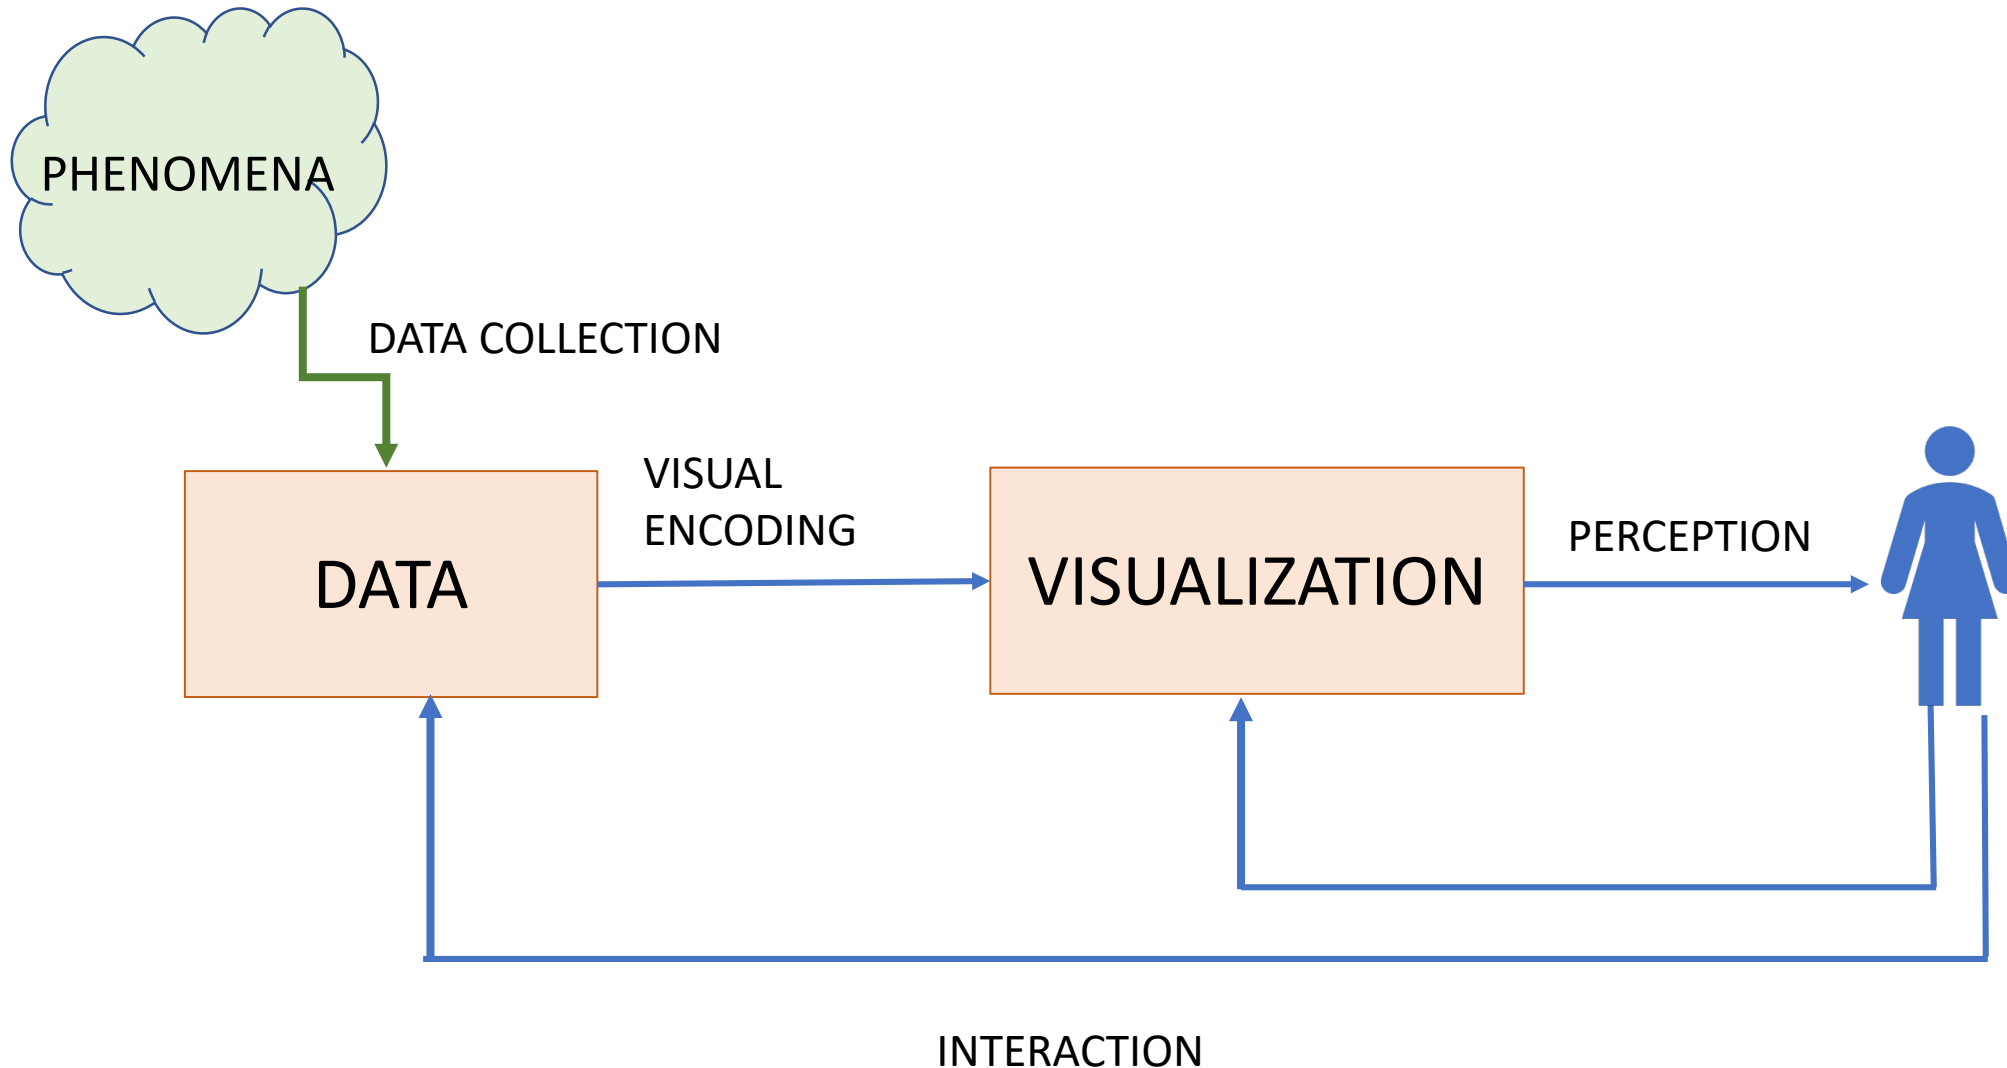 PHENOMENA
DATA COLLECTION
VISUAL
ENCODING
DATA
VISUALIZATION
PERCEPTION
INTERACTION